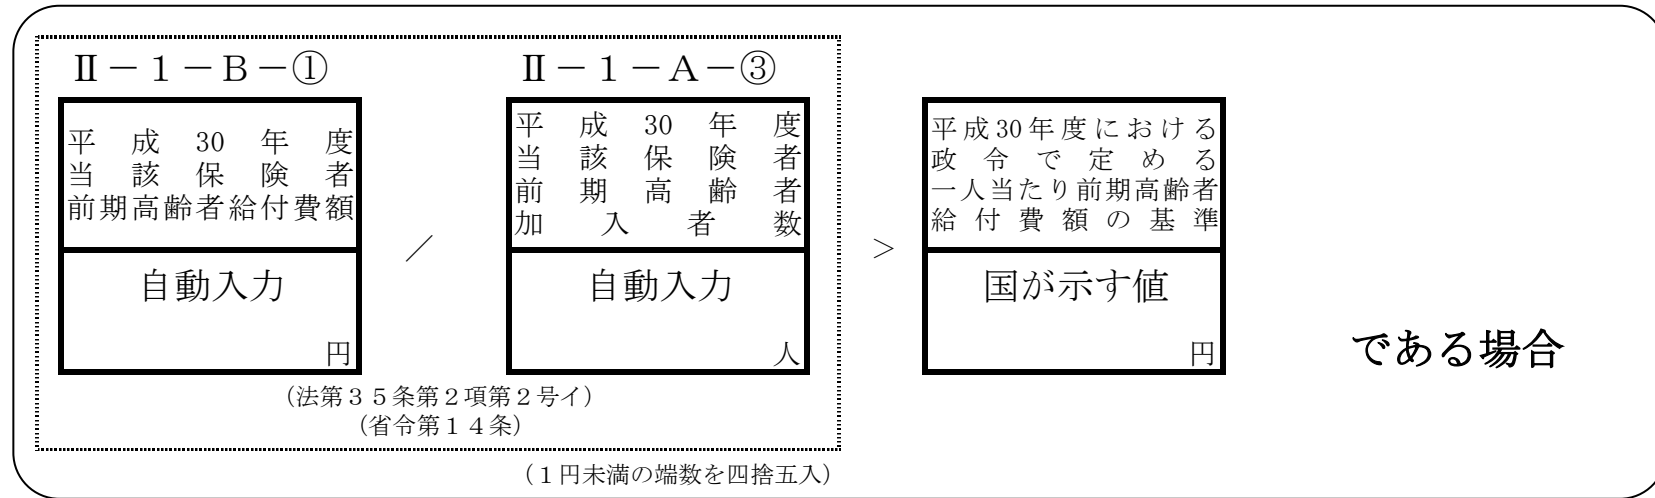 Ⅱ－１－Ｂ－①
Ⅱ－１－Ａ－③
平成30年度
当該保険者
前期高齢者給付費額
自動入力
円
／
平成30年度
当該保険者
前期高齢者
加入者数
自動入力
人
＞
平成30年度における
政令で定める
一人当たり前期高齢者
給付費額の基準
国が示す値
円
である場合
（法第３５条第２項第２号イ）
（省令第１４条）
（１円未満の端数を四捨五入）